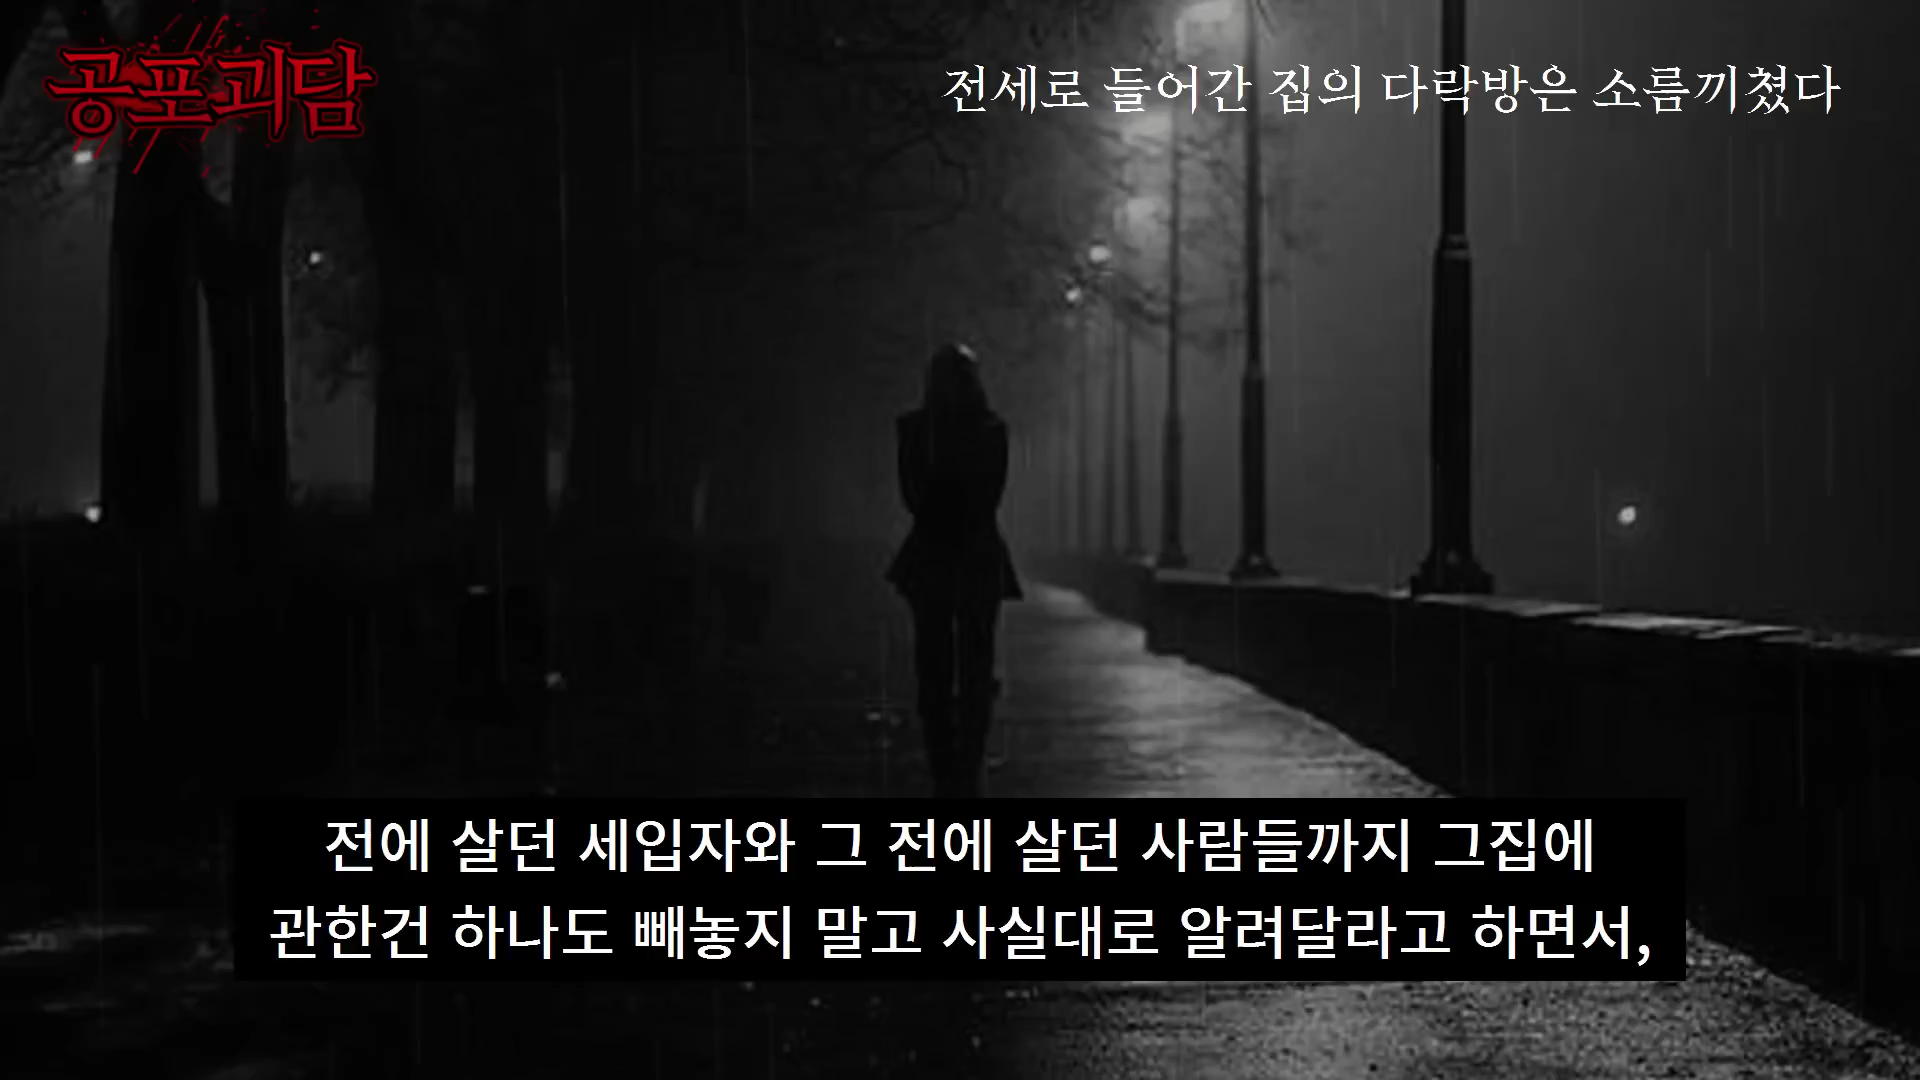 공포괴담
전세로 들어간 집의 다락방은 소름끼쳤다
전에 살던 세입자와 그 전에 살던 사람들까지 그집에
관한건 하나도 빼놓지 말고 사실대로 알려달라고 하면서,